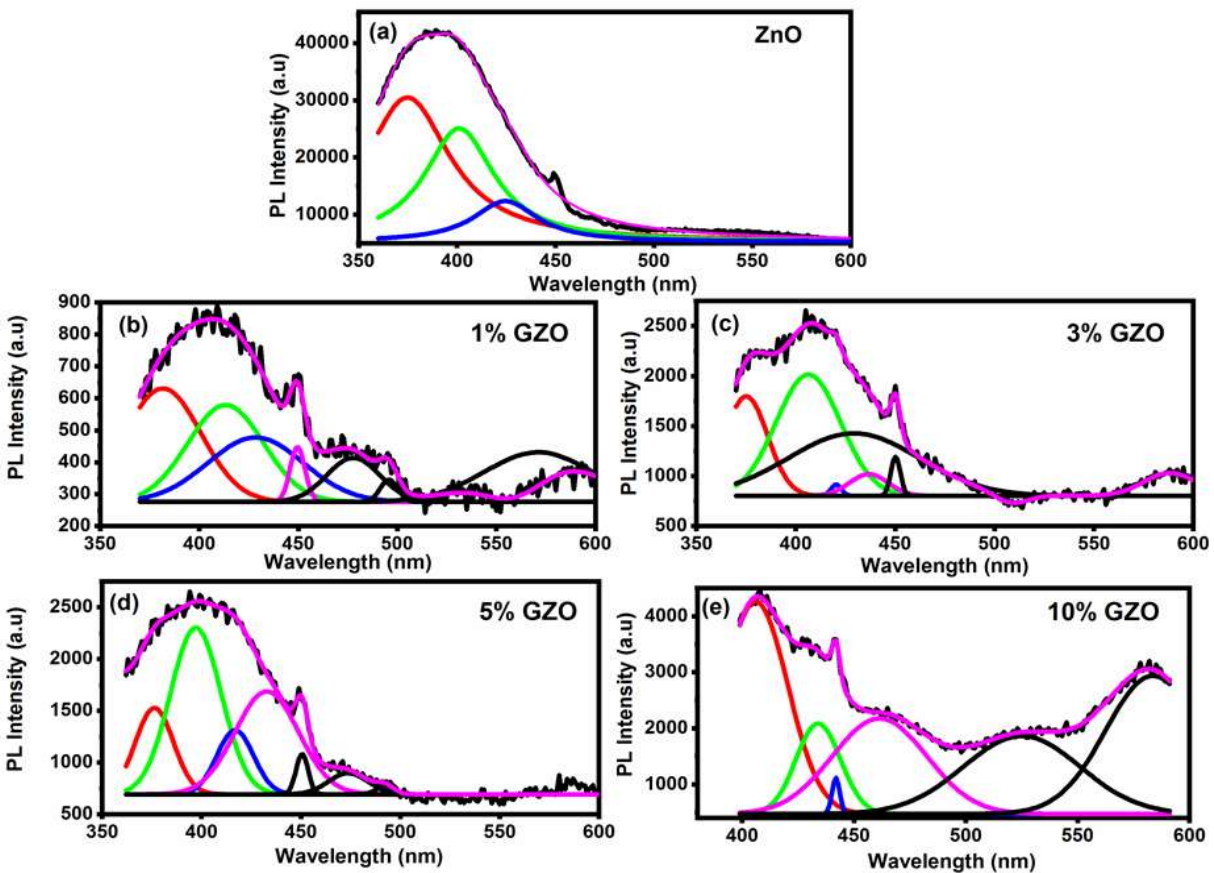 (a) ZnO
PL Intensity (a.u)
40000
30000
20000
10000
350 400 450 500 550 600
Wavelength (nm)
(b) 1% GZO
PL Intensity (a.u)
900
800
700
600
500
400
300
200
350 400 450 500 550 600
Wavelength (nm)
(c) 3% GZO
PL Intensity (a.u)
2500
2000
1500
1000
500
350 400 450 500 550 600
Wavelength (nm)
(d) 5% GZO
PL Intensity (a.u)
2500
2000
1500
1000
500
350 400 450 500 550 600
Wavelength (nm)
(e) 10% GZO
PL Intensity (a.u)
4000
3000
2000
1000
400 450 500 550 600
Wavelength (nm)